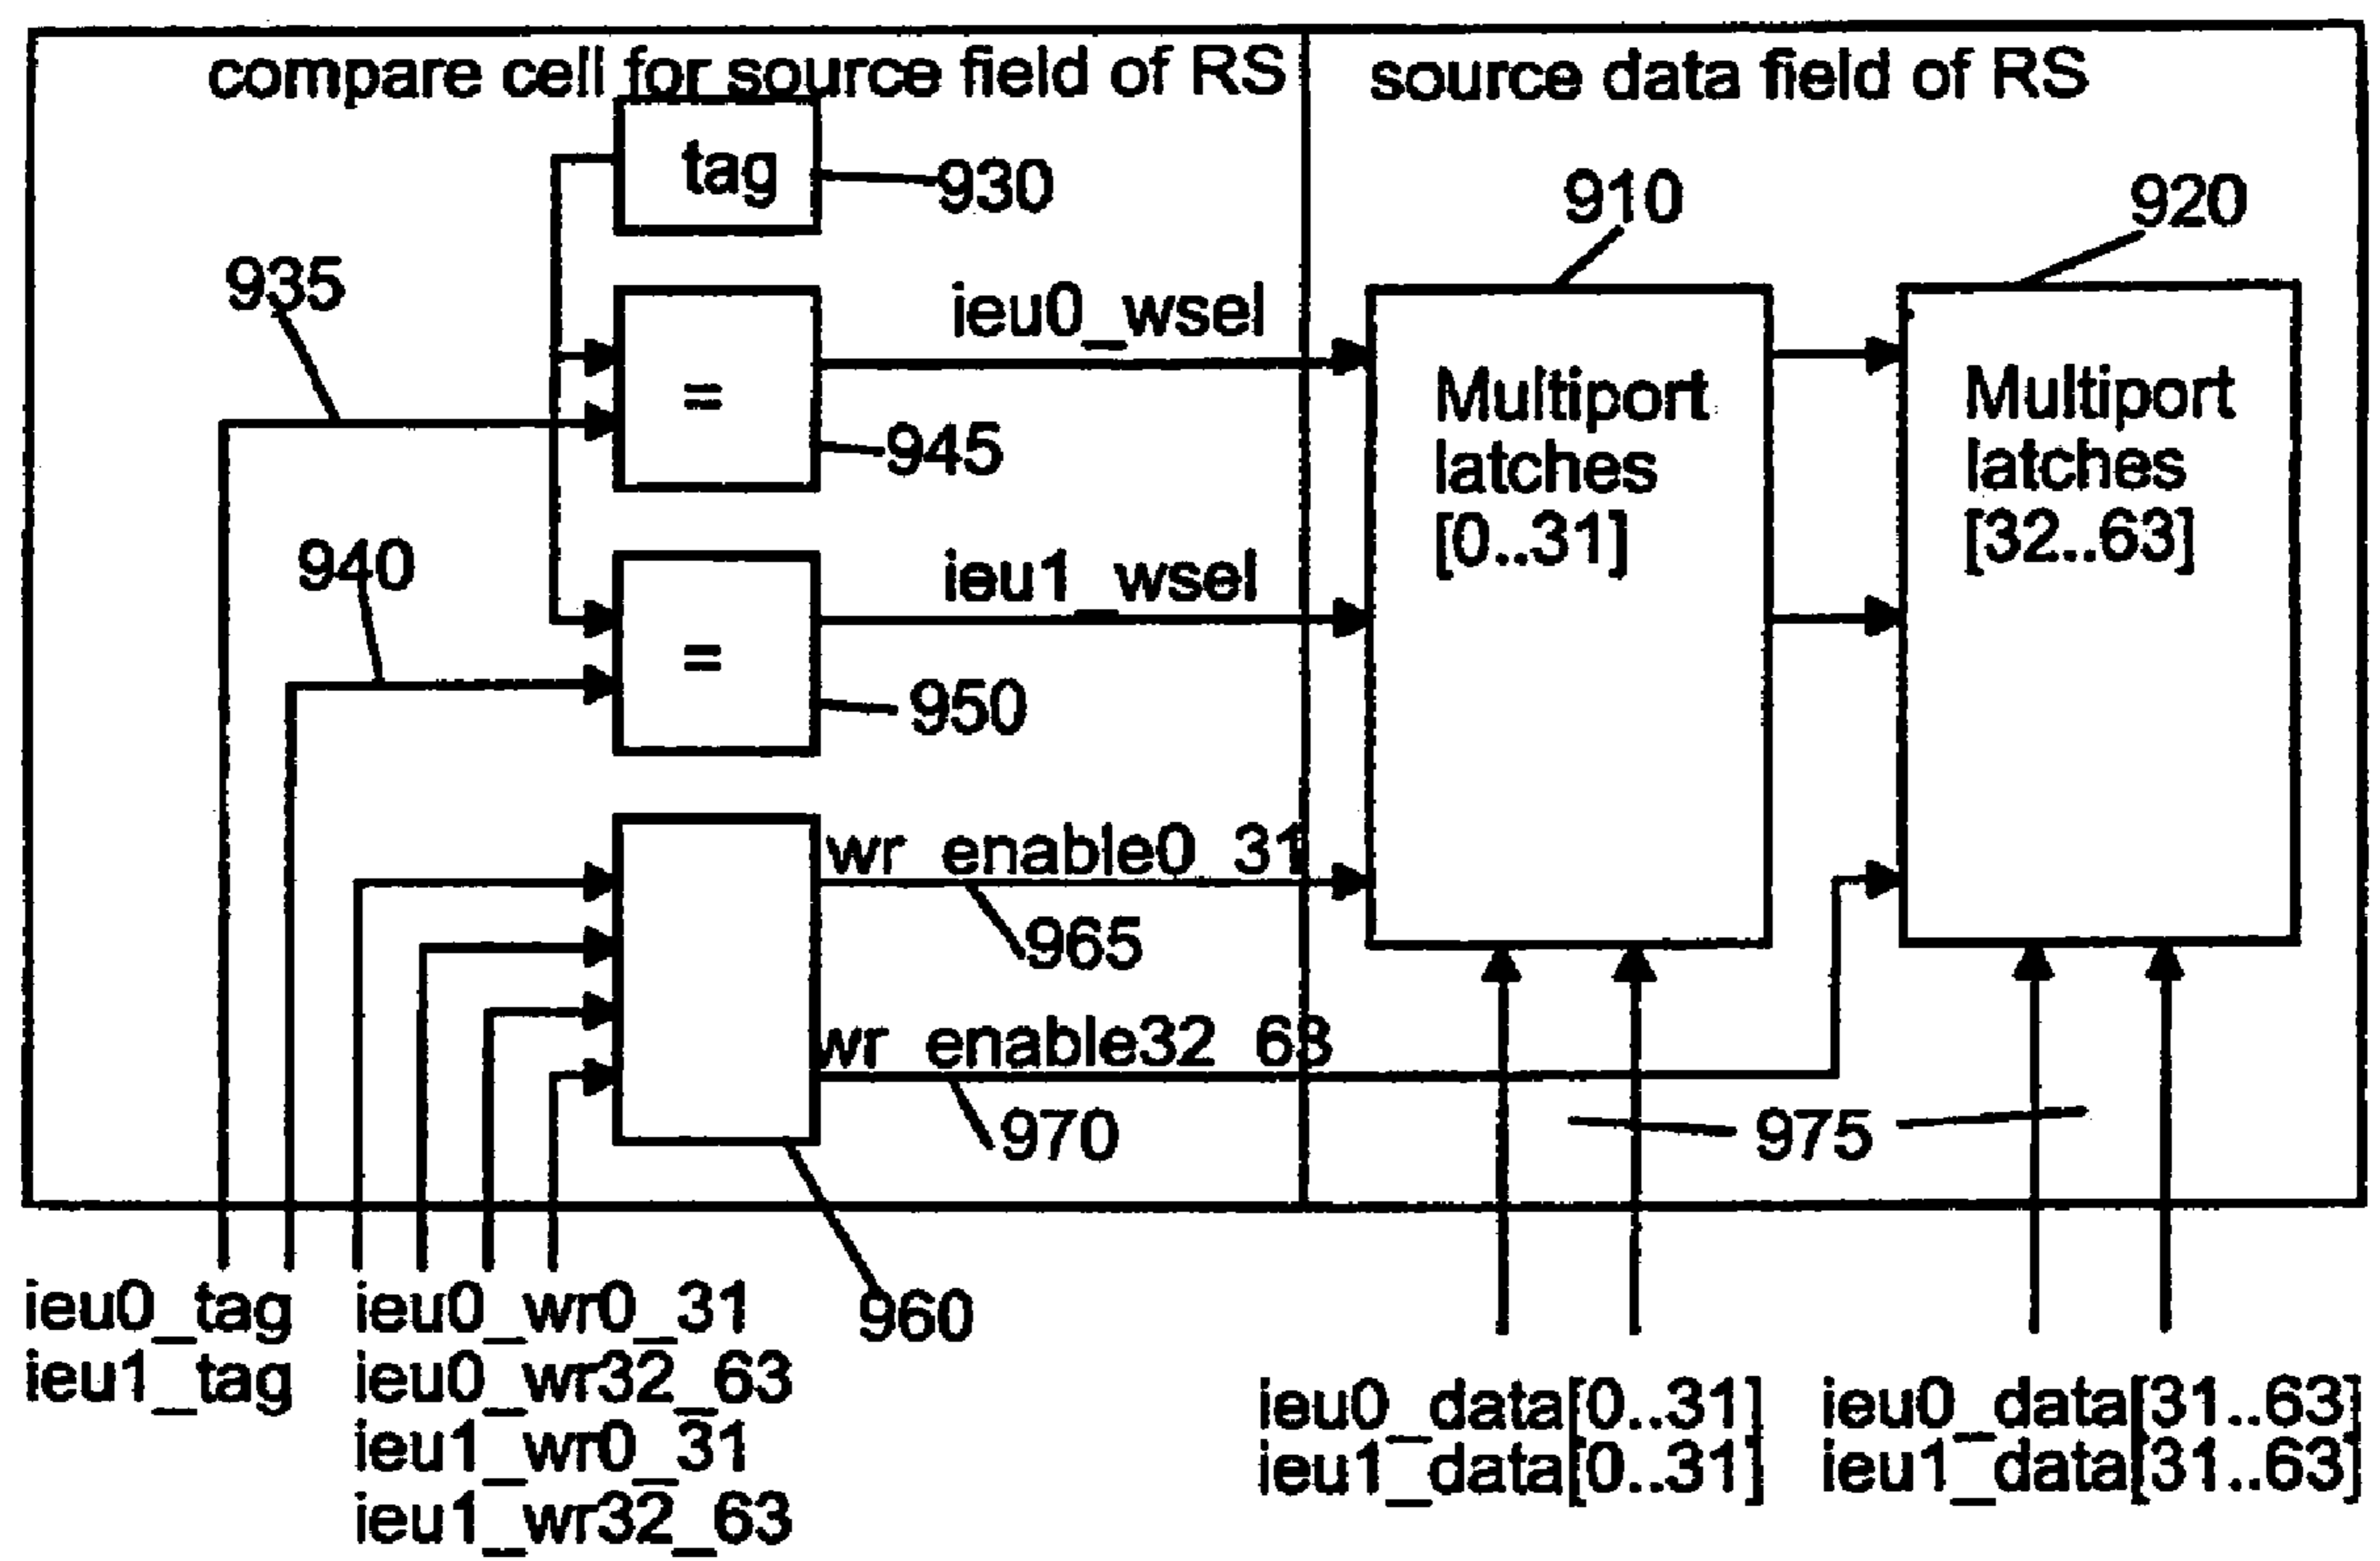 compare cell for source field of RS
source data field of RS
tag
930
910
920
935
ieu0_wsel
=
945
Multiport
latches
[0..31]
Multiport
latches
[32..63]
940
ieu1_wsel
=
950
wr_enable0_31
965
wr_enable32_63
970
975
960
ieu0_tag
ieu1_tag
ieu0_wr0_31
ieu0_wr32_63
ieu1_wr0_31
ieu1_wr32_63
ieu0_data[0..31]
ieu1_data[0..31]
ieu0_data[31..63]
ieu1_data[31..63]